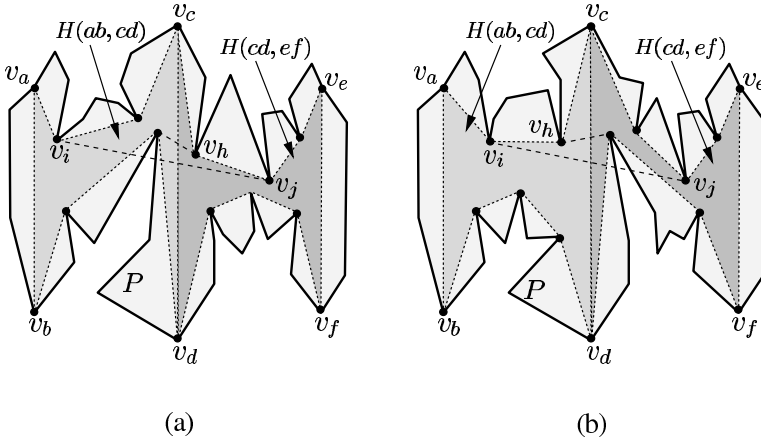 v_c
v_c
H(ab, cd)
H(cd, ef)
H(ab, cd)
H(cd, ef)
v_a
v_e
v_a
v_e
v_i
v_h
v_j
v_i
v_h
v_j
P
P
v_b
v_f
v_b
v_f
v_d
v_d
(a)
(b)